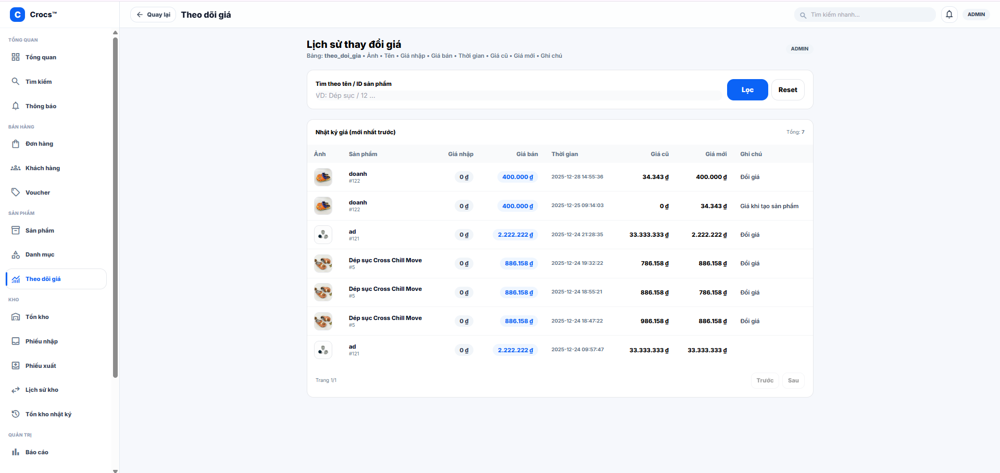 C Crocs™
TỔNG QUAN
Tổng quan
Tìm kiếm
Thông báo
BÁN HÀNG
Đơn hàng
Khách hàng
Voucher
SẢN PHẨM
Sản phẩm
Danh mục
Theo dõi giá
KHO
Tồn kho
Phiếu nhập
Phiếu xuất
Lịch sử kho
Tồn kho nhật ký
QUẢN TRỊ
Báo cáo
Quay lại Theo dõi giá Tìm kiếm nhanh... ADMIN
Lịch sử thay đổi giá
Bảng: theo_doi_gia • Ảnh • Tên • Giá nhập • Giá bán • Thời gian • Giá cũ • Giá mới • Ghi chú
ADMIN
Tìm theo tên / ID sản phẩm
VD: Dép sục / 12 ...
Lọc Reset
Nhật ký giá (mới nhất trước) Tổng: 7
Ảnh Sản phẩm Giá nhập Giá bán Thời gian Giá cũ Giá mới Ghi chú
doanh 0 ₫ 400.000 ₫ 2025-12-28 14:55:36 34.343 ₫ 400.000 ₫ Đổi giá
#122
doanh 0 ₫ 400.000 ₫ 2025-12-25 09:14:03 0 ₫ 34.343 ₫ Giá khi tạo sản phẩm
#122
ad 0 ₫ 2.222.222 ₫ 2025-12-24 21:28:35 33.333.333 ₫ 2.222.222 ₫ Đổi giá
#121
Dép sục Cross Chill Move 0 ₫ 886.158 ₫ 2025-12-24 19:32:22 786.158 ₫ 886.158 ₫ Đổi giá
#5
Dép sục Cross Chill Move 0 ₫ 886.158 ₫ 2025-12-24 18:55:21 886.158 ₫ 786.158 ₫ Đổi giá
#5
Dép sục Cross Chill Move 0 ₫ 886.158 ₫ 2025-12-24 18:47:22 986.158 ₫ 886.158 ₫ Đổi giá
#5
ad 0 ₫ 2.222.222 ₫ 2025-12-24 09:57:47 33.333.333 ₫ 33.333.333 ₫
#121
Trang 1/1 Trước Sau